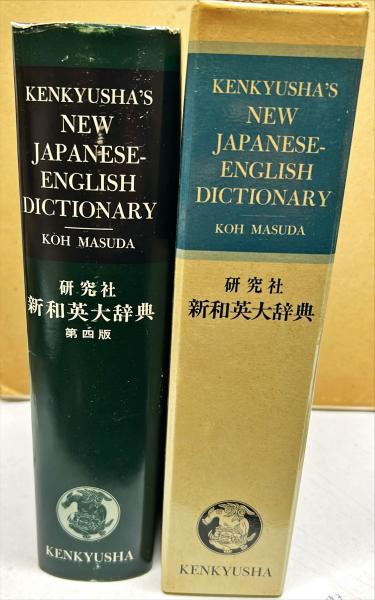 KENKYUSHA'S
NEW
JAPANESE-
ENGLISH
DICTIONARY
KOH MASUDA
研究社
新和英大辞典
第四版
KENKYUSHA
KENKYUSHA'S
NEW
JAPANESE-
ENGLISH
DICTIONARY
KOH MASUDA
研究社
新和英大辞典
KENKYUSHA